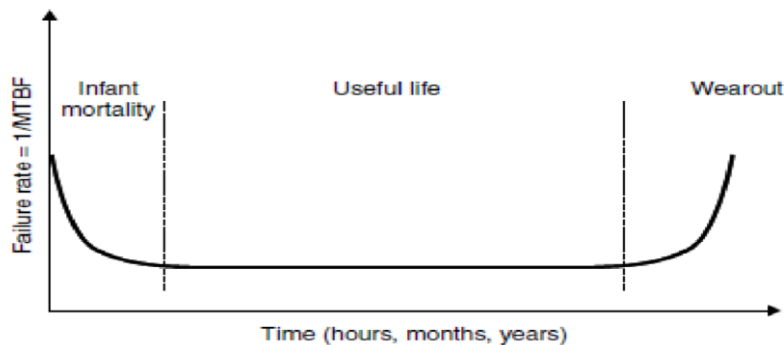 Infant
mortality
Useful life
Wearout
Failure rate = 1/MTBF
Time (hours, months, years)